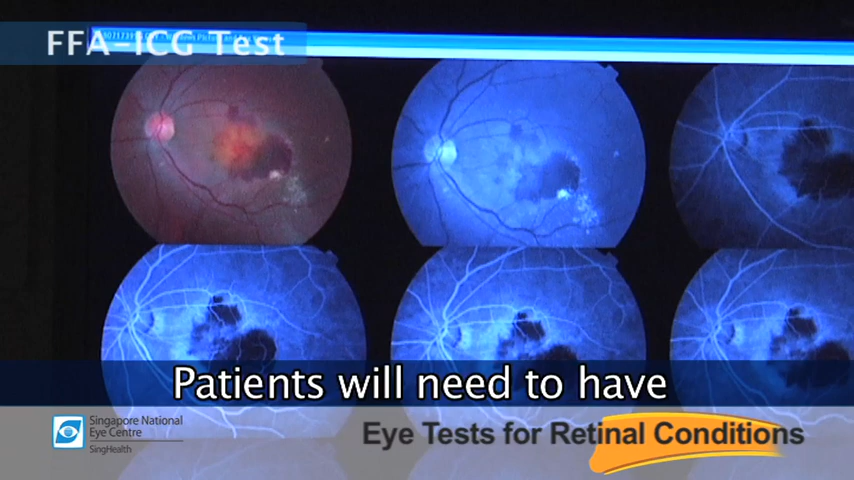 FFA-ICG Test
Patients will need to have
Singapore National
Eye Centre
SingHealth
Eye Tests for Retinal Conditions